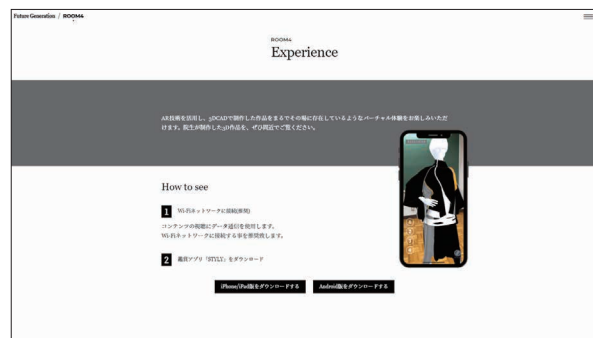 Future Generation / ROOM4
ROOM4
Experience
AR技術を活用し、3DCADで制作した作品をまるでその場に存在しているようなバーチャル体験をお楽しみいただ
けます。院生が制作した3D作品を、ぜひ間近でご覧ください。
How to see
1 Wi-Fiネットワークに接続(推奨)
コンテンツの視聴にデータ通信を使用します。
Wi-Fiネットワークに接続する事を推奨致します。
2 鑑賞アプリ「STYLY」をダウンロード
iPhone/iPad版をダウンロードする
Android版をダウンロードする